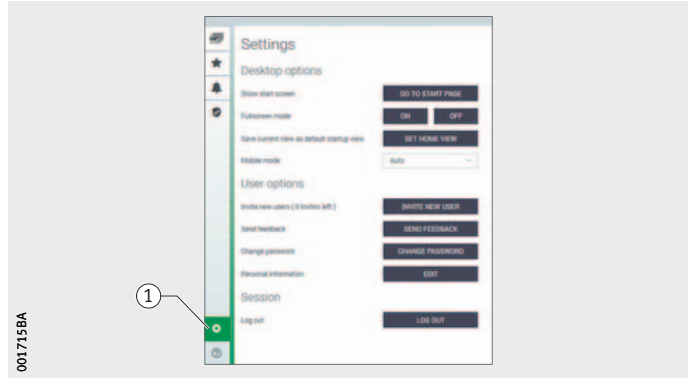 Settings
Desktop options
Show start screen GO TO START PAGE
Fullscreen mode ON OFF
Save current view as default startup view SET HOME VIEW
Mobile mode Auto
User options
Invite new users ( 9 invites left ) INVITE NEW USER
Send feedback SEND FEEDBACK
Change password CHANGE PASSWORD
Personal information EDIT
Session
1
Log out LOG OUT
001715BA